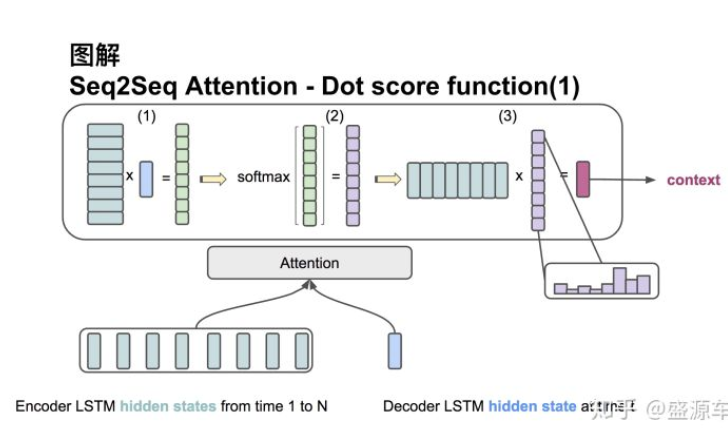 图解
Seq2Seq Attention - Dot score function(1)
(1)
(2)
(3)
x
=
softmax
=
x
=
context
Attention
Encoder LSTM hidden states from time 1 to N
Decoder LSTM hidden state at time t
知乎 @盛源车